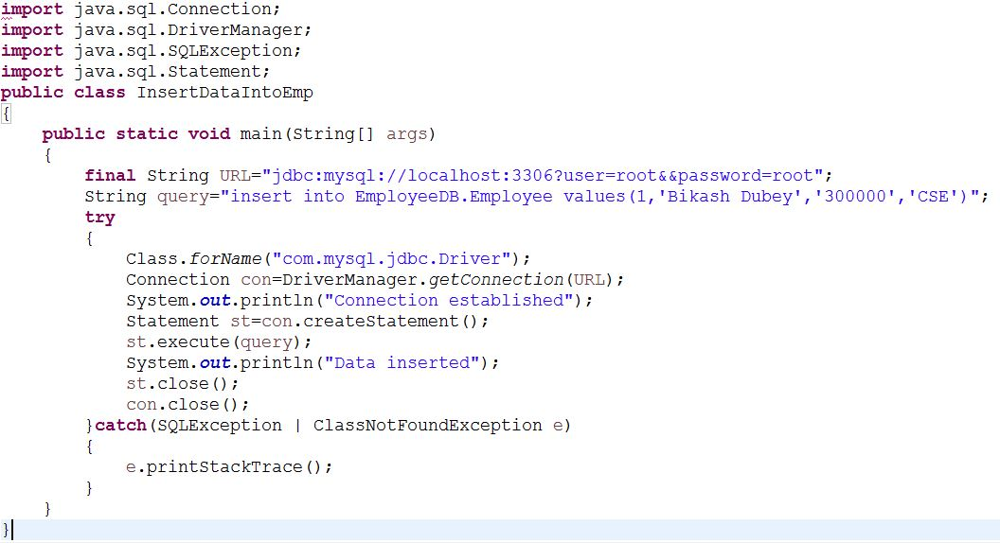 import java.sql.Connection;
import java.sql.DriverManager;
import java.sql.SQLException;
import java.sql.Statement;
public class InsertDataIntoEmp
{
    public static void main(String[] args)
    {
        final String URL="jdbc:mysql://localhost:3306?user=root&&password=root";
        String query="insert into EmployeeDB.Employee values(1,'Bikash Dubey','300000','CSE')";
        try
        {
            Class.forName("com.mysql.jdbc.Driver");
            Connection con=DriverManager.getConnection(URL);
            System.out.println("Connection established");
            Statement st=con.createStatement();
            st.execute(query);
            System.out.println("Data inserted");
            st.close();
            con.close();
        }catch(SQLException | ClassNotFoundException e)
        {
            e.printStackTrace();
        }
    }
}